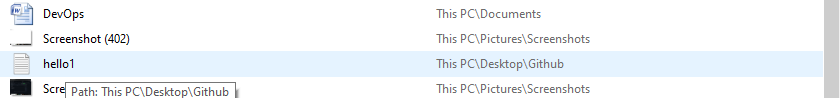 DevOps This PC\Documents
Screenshot (402) This PC\Pictures\Screenshots
hello1 This PC\Desktop\Github
Scre This PC\Pictures\Screenshots
Path: This PC\Desktop\Github